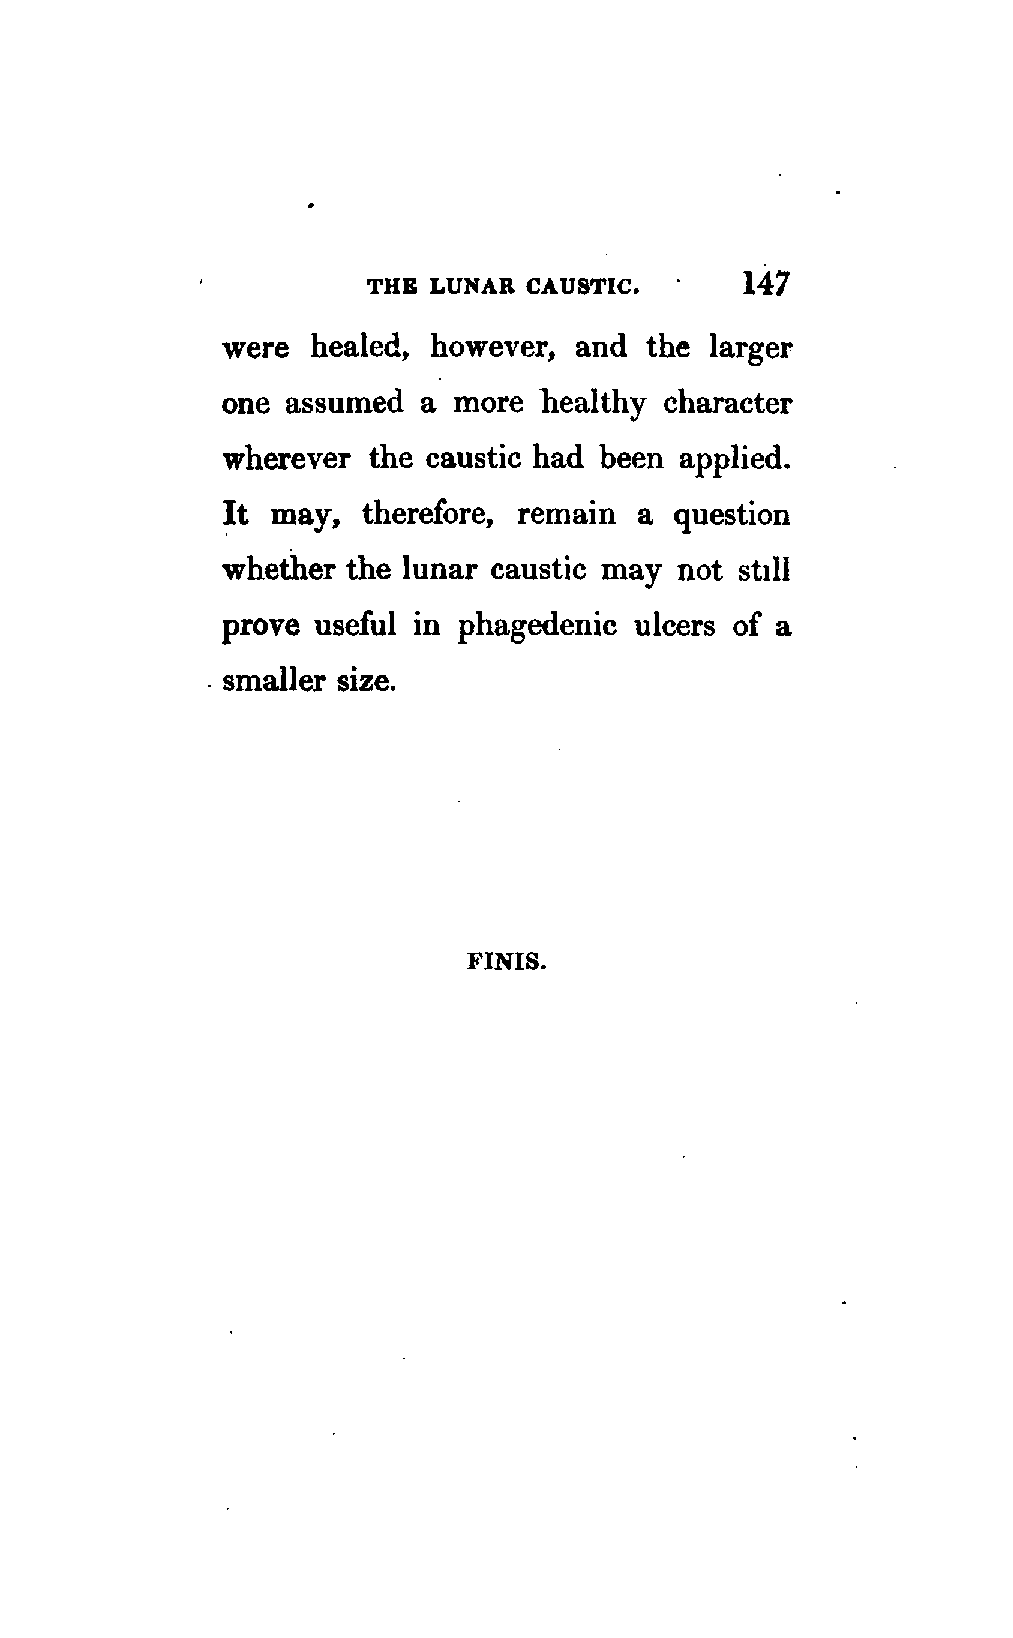 THE LUNAR CAUSTIC. 147
were healed, however, and the larger
one assumed a more healthy character
wherever the caustic had been applied.
It may, therefore, remain a question
whether the lunar caustic may not still
prove useful in phagedenic ulcers of a
smaller size.
FINIS.